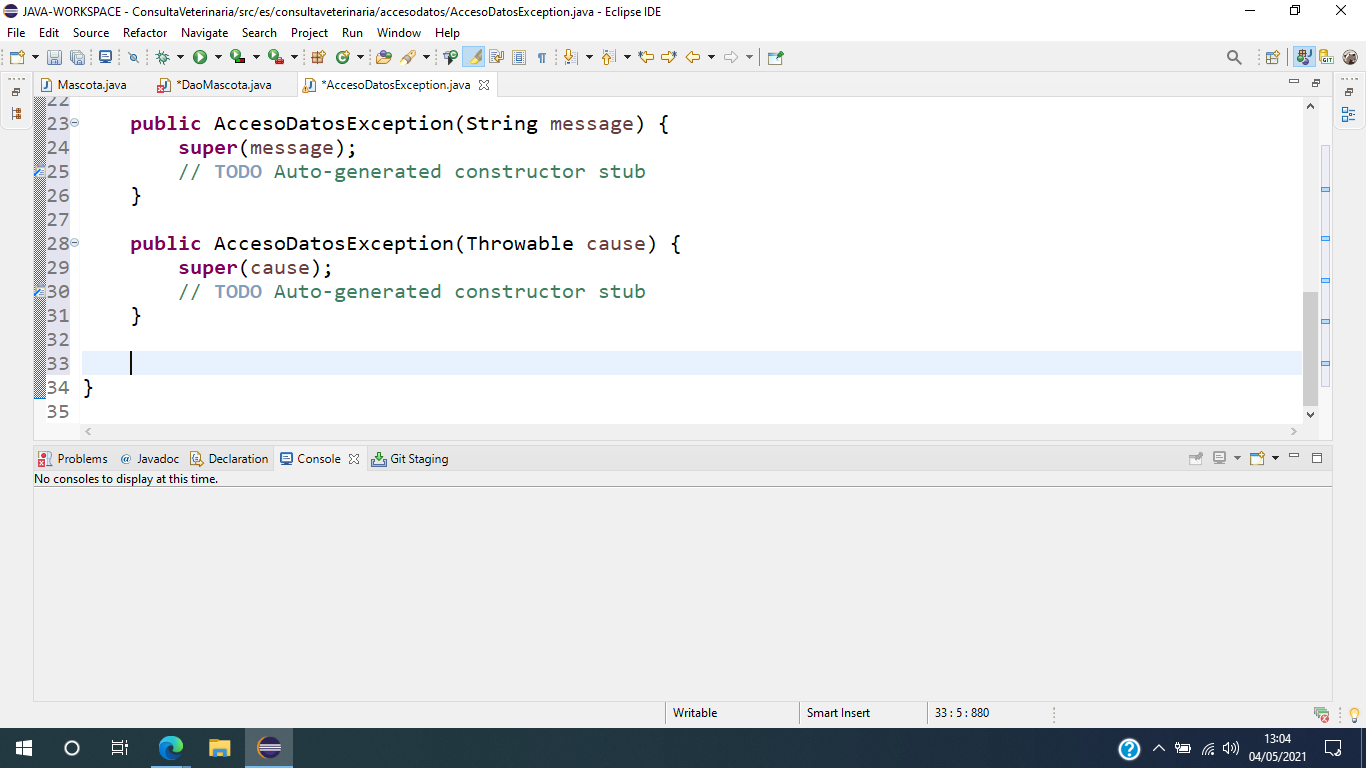 JAVA-WORKSPACE - ConsultaVeterinaria/src/es/consultaveterinaria/accesodatos/AccesoDatosException.java - Eclipse IDE
File Edit Source Refactor Navigate Search Project Run Window Help
Mascota.java *DaoMascota.java *AccesoDatosException.java
22
23 public AccesoDatosException(String message) {
24 super(message);
25 // TODO Auto-generated constructor stub
26 }
27
28 public AccesoDatosException(Throwable cause) {
29 super(cause);
30 // TODO Auto-generated constructor stub
31 }
32
33
34 }
35
Problems @ Javadoc Declaration Console Git Staging
No consoles to display at this time.
Writable Smart Insert 33 : 5 : 880
13:04
04/05/2021